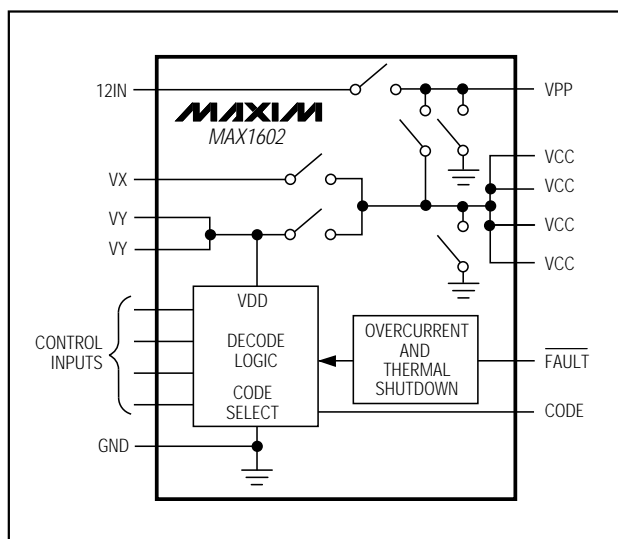 12IN
VPP
MAXIM
MAX1602
VCC
VX
VCC
VY
VCC
VY
VCC
VDD
DECODE
LOGIC
CODE
SELECT
OVERCURRENT
AND
THERMAL
SHUTDOWN
CONTROL
INPUTS
FAULT
CODE
GND